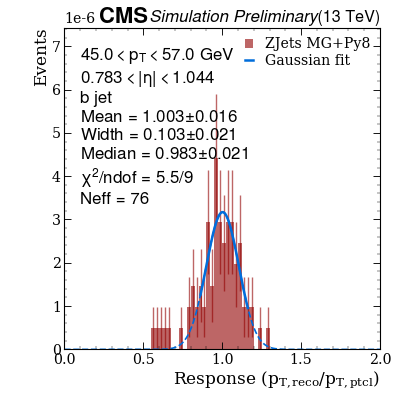 1e-6 CMS Simulation Preliminary (13 TeV)
Events
7
6
5
4
3
2
1
0
45.0 < pT < 57.0 GeV
0.783 < |η| < 1.044
b jet
Mean = 1.003±0.016
Width = 0.103±0.021
Median = 0.983±0.021
χ²/ndof = 5.5/9
Neff = 76
ZJets MG+Py8
Gaussian fit
0.0 0.5 1.0 1.5 2.0
Response (pT,reco/pT,ptcl)